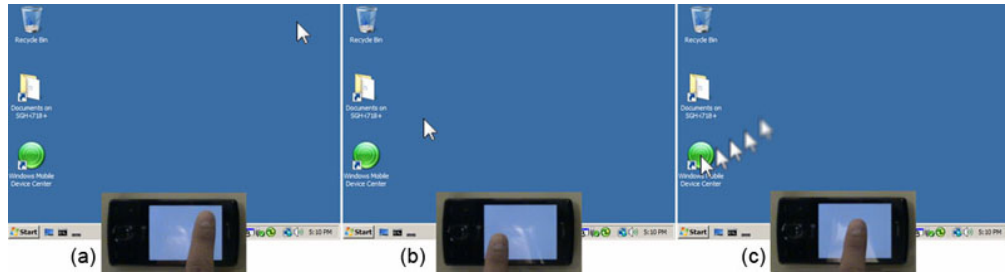 Recycle Bin
Documents on
SGH-i718+
Windows Mobile
Device Center
Start
5:10 PM
(a)
Recycle Bin
Documents on
SGH-i718+
Windows Mobile
Device Center
Start
5:10 PM
(b)
Recycle Bin
Documents on
SGH-i718+
Windows Mobile
Device Center
Start
5:10 PM
(c)